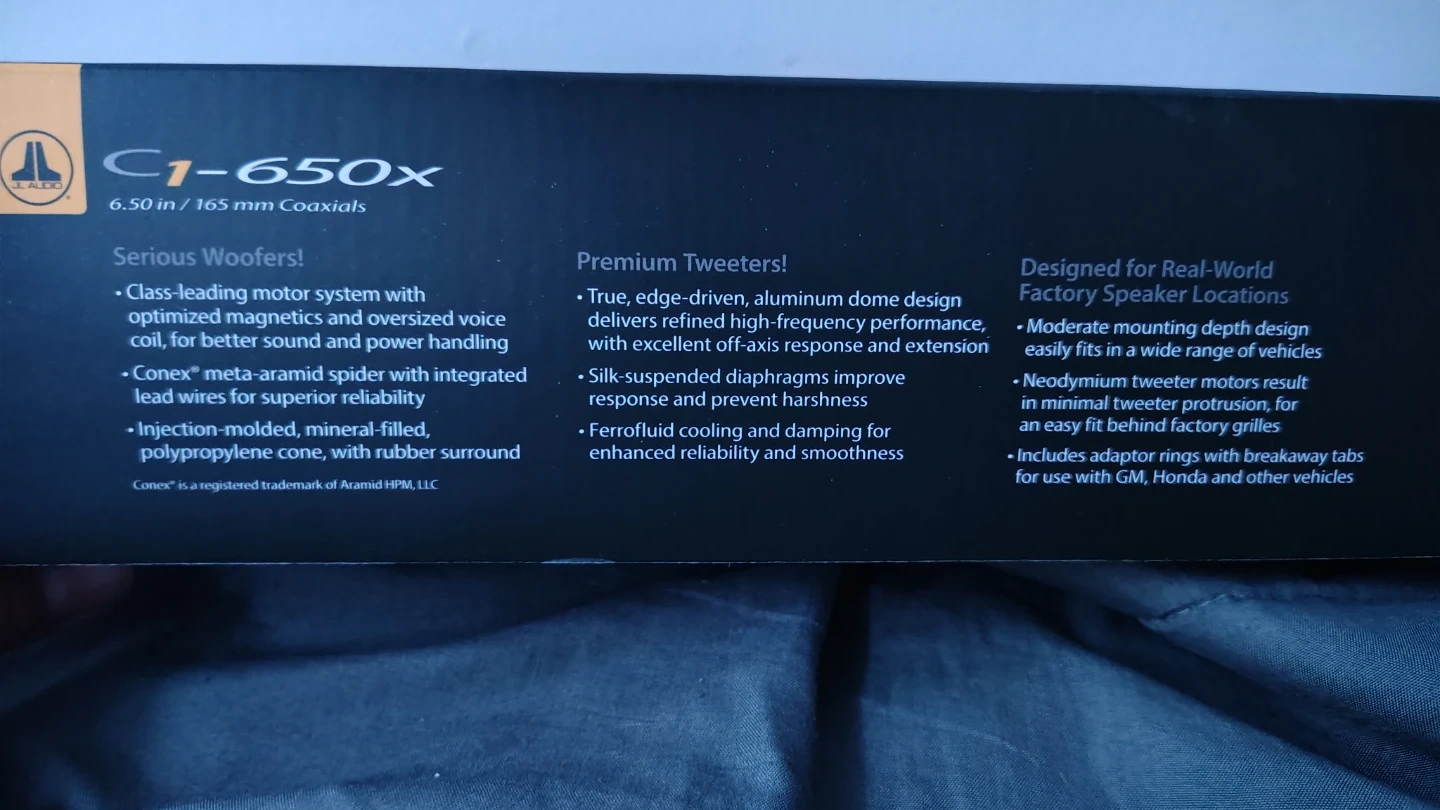 JL AUDIO
C1-650x
6.50 in / 165 mm Coaxials
Serious Woofers!
• Class-leading motor system with
optimized magnetics and oversized voice
coil, for better sound and power handling
• Conex® meta-aramid spider with integrated
lead wires for superior reliability
• Injection-molded, mineral-filled,
polypropylene cone, with rubber surround
Conex® is a registered trademark of Aramid HPM, LLC
Premium Tweeters!
• True, edge-driven, aluminum dome design
delivers refined high-frequency performance,
with excellent off-axis response and extension
• Silk-suspended diaphragms improve
response and prevent harshness
• Ferrofluid cooling and damping for
enhanced reliability and smoothness
Designed for Real-World
Factory Speaker Locations
• Moderate mounting depth design
easily fits in a wide range of vehicles
• Neodymium tweeter motors result
in minimal tweeter protrusion, for
an easy fit behind factory grilles
• Includes adaptor rings with breakaway tabs
for use with GM, Honda and other vehicles